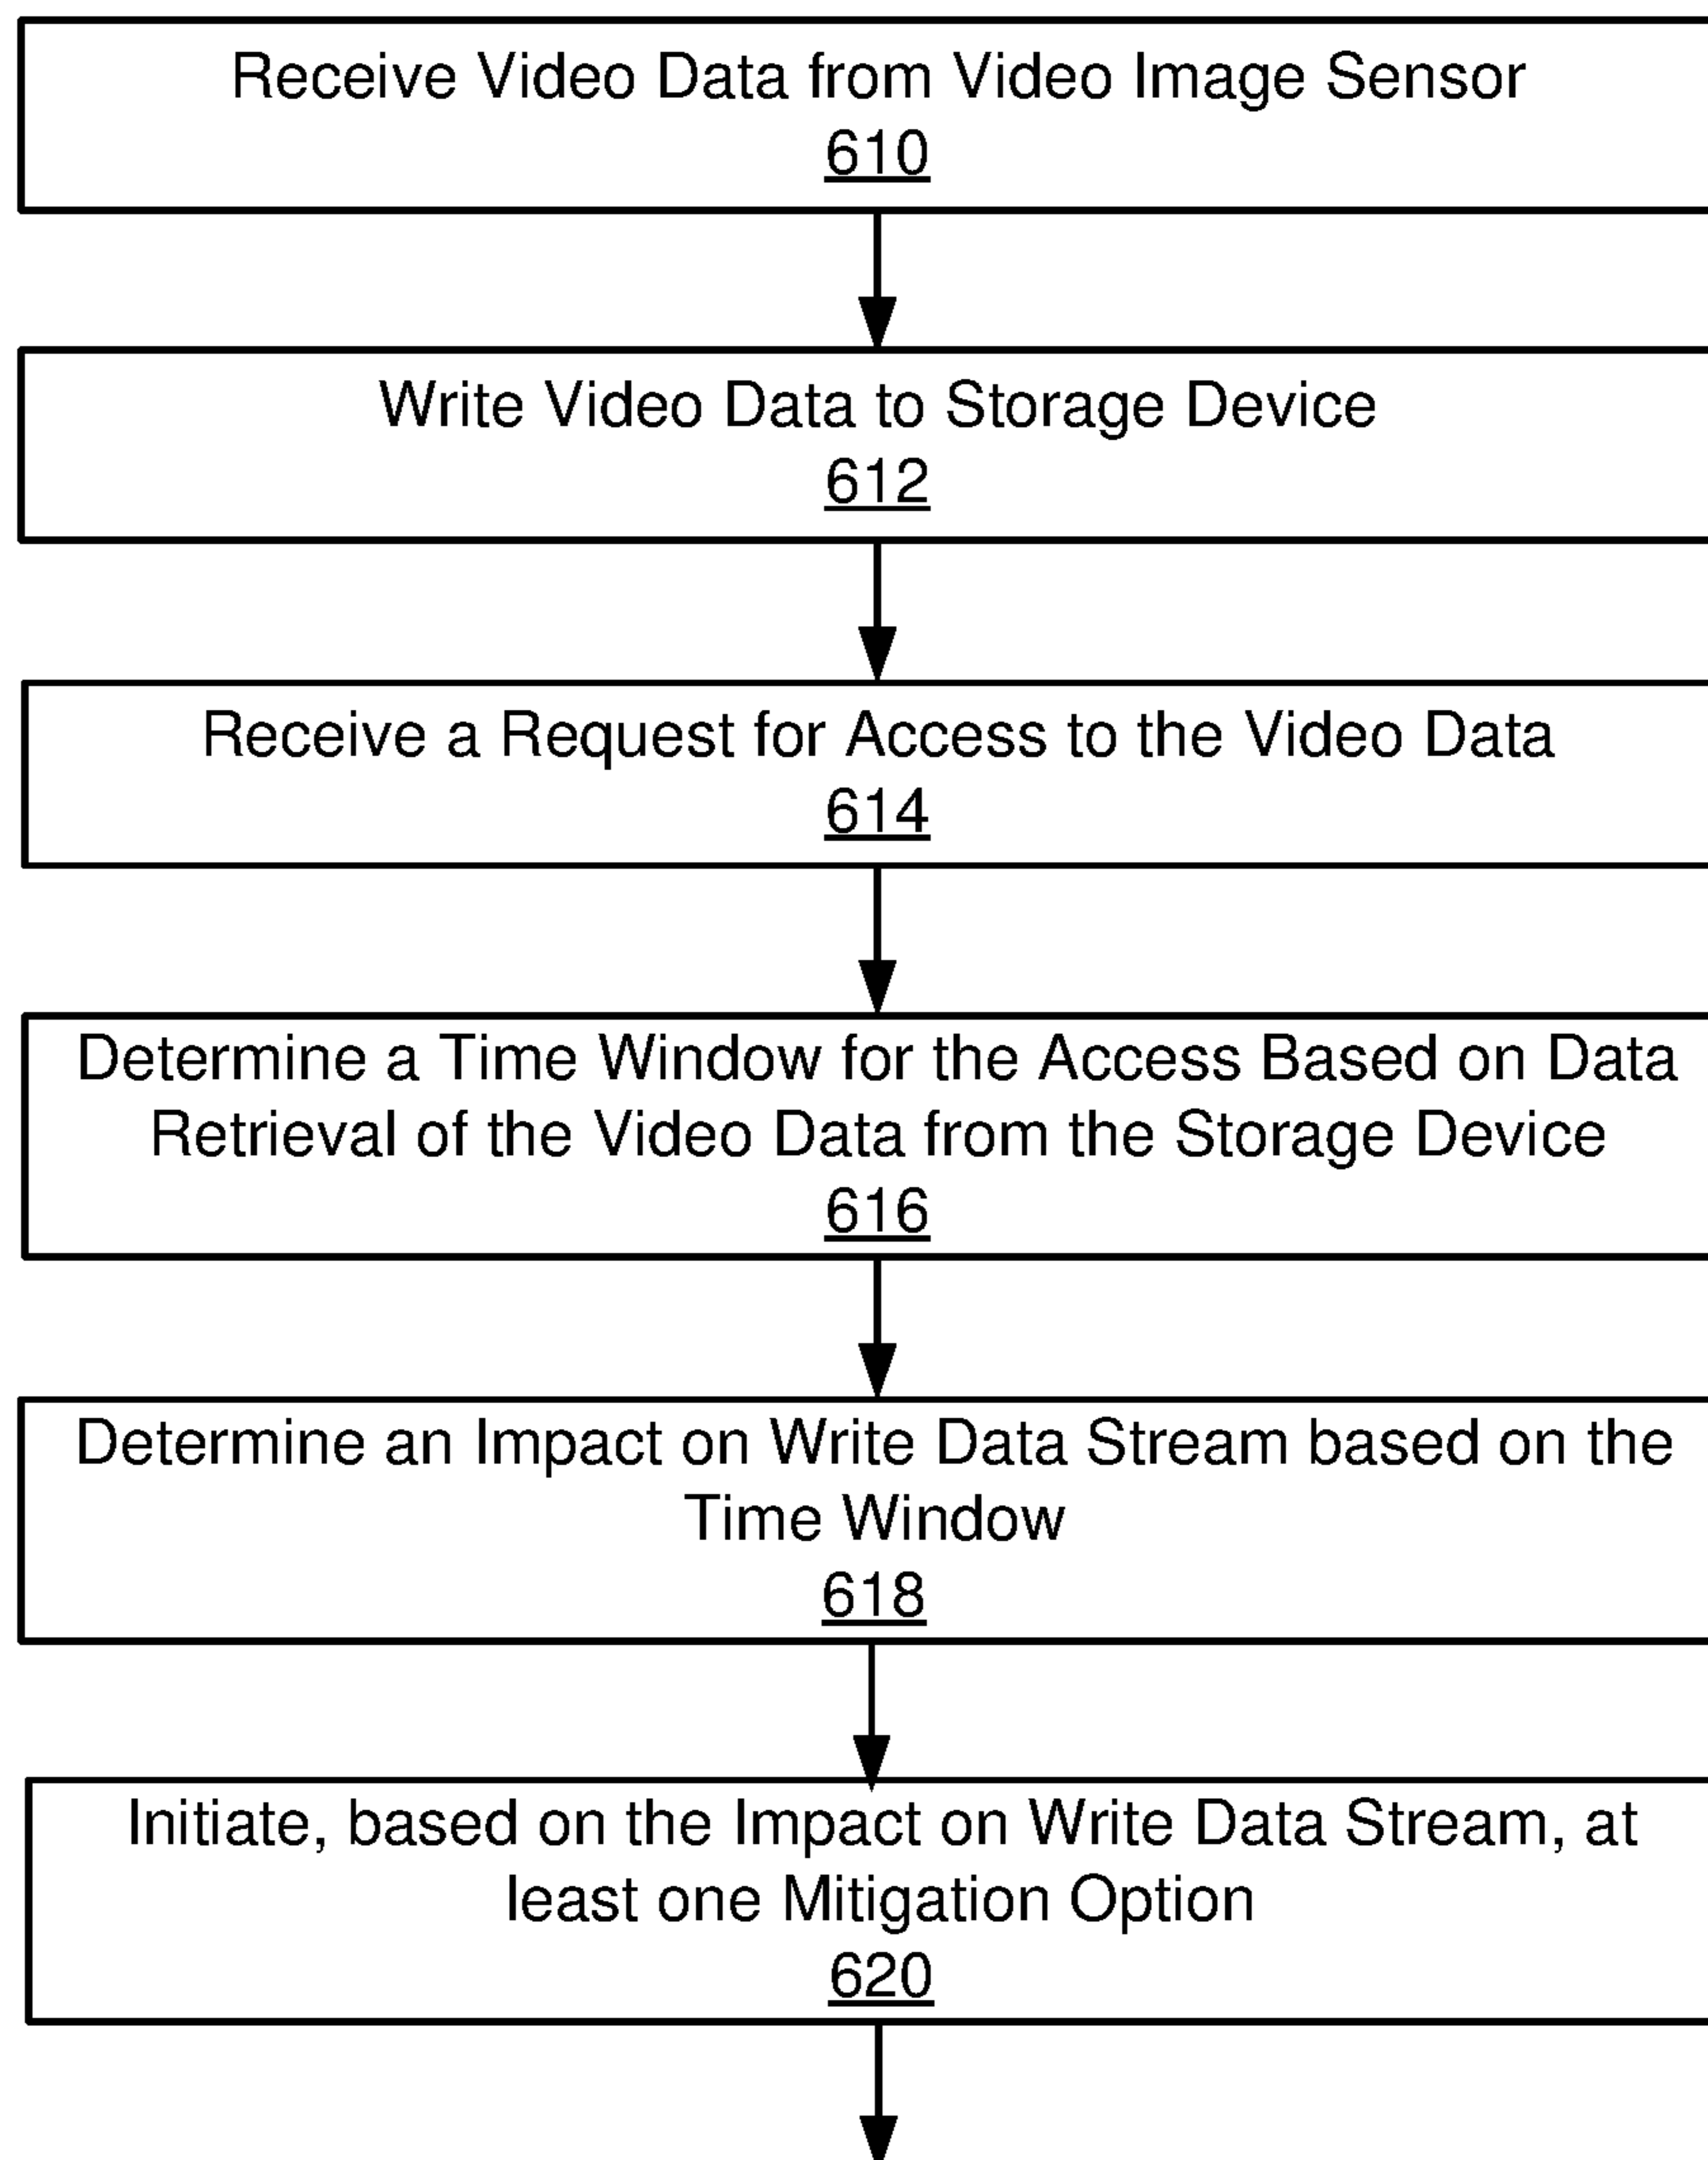 Receive Video Data from Video Image Sensor
610
Write Video Data to Storage Device
612
Receive a Request for Access to the Video Data
614
Determine a Time Window for the Access Based on Data
Retrieval of the Video Data from the Storage Device
616
Determine an Impact on Write Data Stream based on the
Time Window
618
Initiate, based on the Impact on Write Data Stream, at
least one Mitigation Option
620